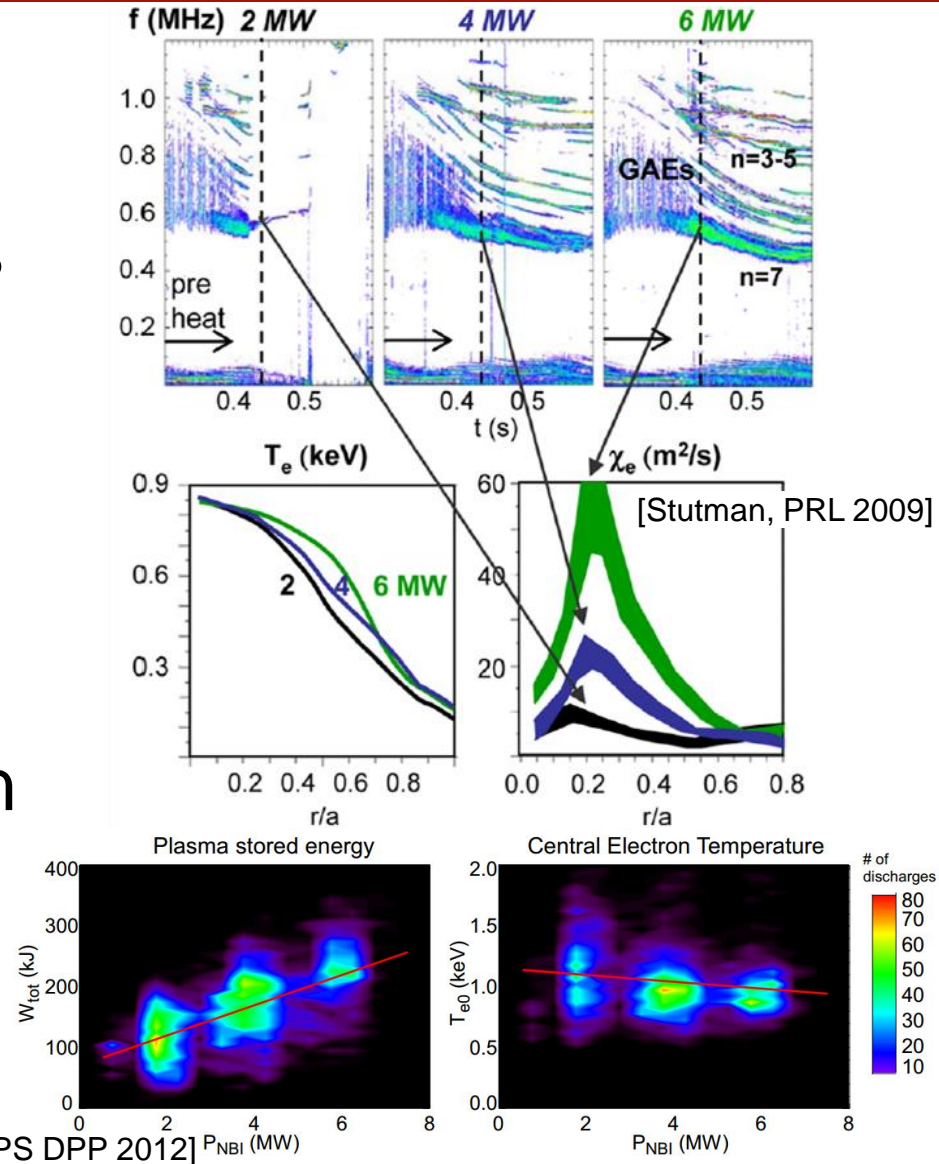 f (MHz) 2 MW 4 MW 6 MW
1.0
0.8
0.6
0.4
0.2
GAEs
n=3-5
n=7
pre
heat
0.4 0.5 0.4 0.5 0.4 0.5
t (s)
Te (keV)
0.9
0.6
0.3
2 4 6 MW
0.2 0.4 0.6 0.8
r/a
χe (m²/s)
60
40
20
[Stutman, PRL 2009]
0.0 0.2 0.4 0.6 0.8
r/a
Plasma stored energy
400
300
200
100
0
Wtot (kJ)
0 2 4 6 8
PNBI (MW)
Central Electron Temperature
2.0
1.5
1.0
0.5
0.0
Te0 (keV)
0 2 4 6 8
PNBI (MW)
# of
discharges
80
70
60
50
40
30
20
10
PS DPP 2012]
n